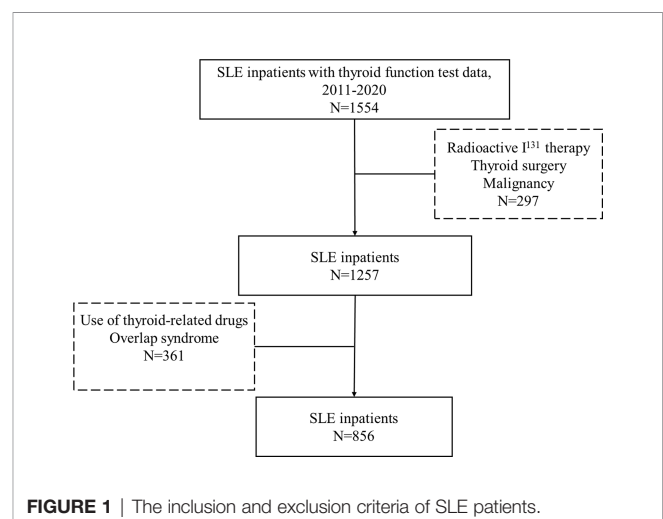 SLE inpatients with thyroid function test data,
2011-2020
N=1554
Radioactive I¹³¹ therapy
Thyroid surgery
Malignancy
N=297
SLE inpatients
N=1257
Use of thyroid-related drugs
Overlap syndrome
N=361
SLE inpatients
N=856
FIGURE 1 | The inclusion and exclusion criteria of SLE patients.